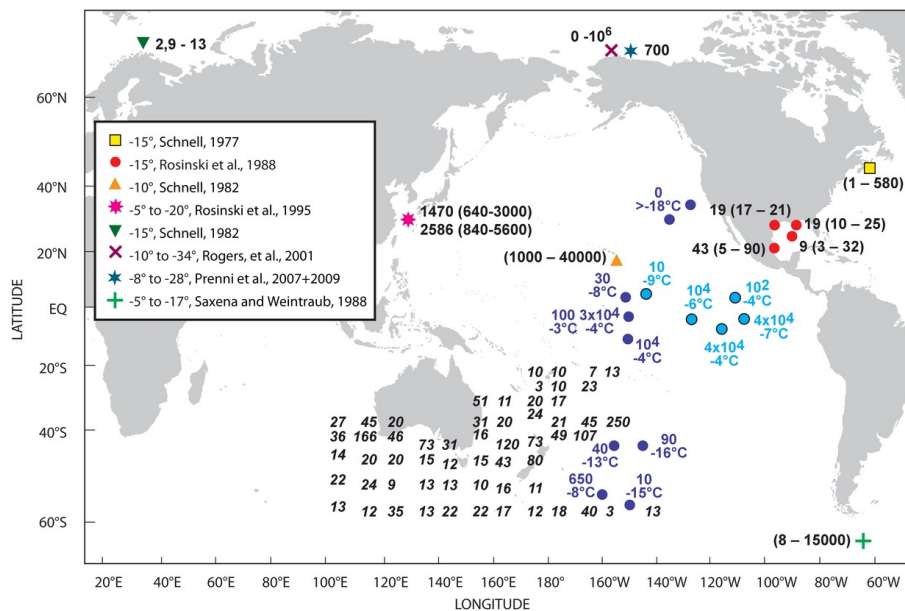 2,9 - 13
0 -10⁶
700
60°N
40°N
20°N
EQ
20°S
40°S
60°S
LATITUDE
-15°, Schnell, 1977
-15°, Rosinski et al., 1988
-10°, Schnell, 1982
-5° to -20°, Rosinski et al., 1995
-15°, Schnell, 1982
-10° to -34°, Rogers, et al., 2001
-8° to -28°, Prenni et al., 2007+2009
-5° to -17°, Saxena and Weintraub, 1988
(1 – 580)
0
>-18°C
1470 (640-3000)
2586 (840-5600)
19 (17 – 21)
19 (10 – 25)
43 (5 – 90)
9 (3 – 32)
(1000 – 40000)
10
-9°C
30
-8°C
10⁴
-6°C
10²
-4°C
100 3x10⁴
-3°C -4°C
4x10⁴
-7°C
4x10⁴
-4°C
10⁴
-4°C
10 10 7 13
3 10 23
51 11 20 17
24
27 45 20 31 20 21 45 250
36 166 46 16 73 49 107
73 31 120
14 20 20 15 12 15 43 80
22 24 9 13 13 10 16 11
13 12 35 13 22 22 17 12 18 40 3 13
40
-13°C
90
-16°C
650
-8°C
10
-15°C
(8 – 15000)
20°E 40°E 60°E 80°E 100°E 120°E 140°E 160°E 180° 160°W 140°W 120°W 100°W 80°W 60°W
LONGITUDE